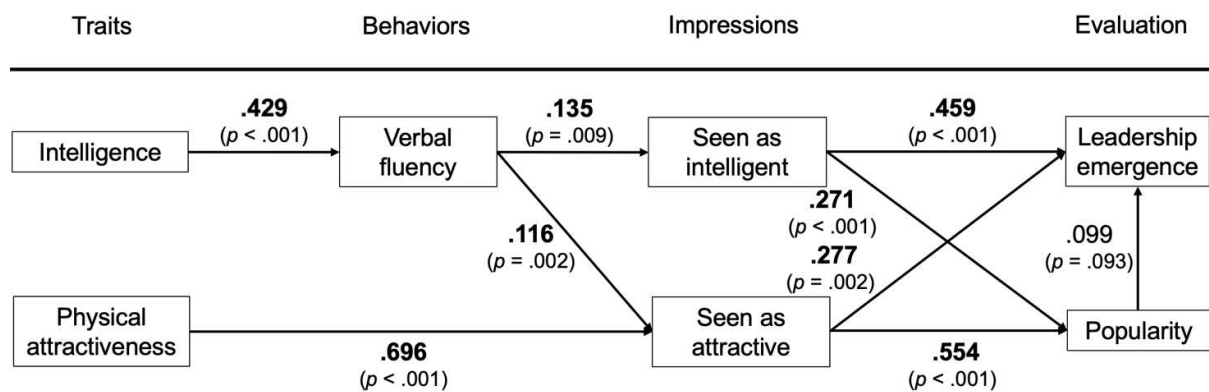 Traits
Behaviors
Impressions
Evaluation
Intelligence
.429
(p < .001)
Verbal
fluency
.135
(p = .009)
Seen as
intelligent
.459
(p < .001)
Leadership
emergence
.271
(p < .001)
.116
(p = .002)
.277
(p = .002)
.099
(p = .093)
Physical
attractiveness
.696
(p < .001)
Seen as
attractive
.554
(p < .001)
Popularity